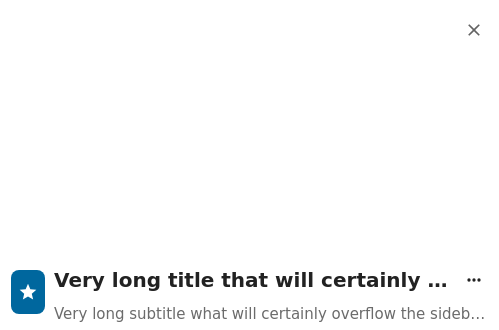 Very long title that will certainly …
Very long subtitle what will certainly overflow the sideb…